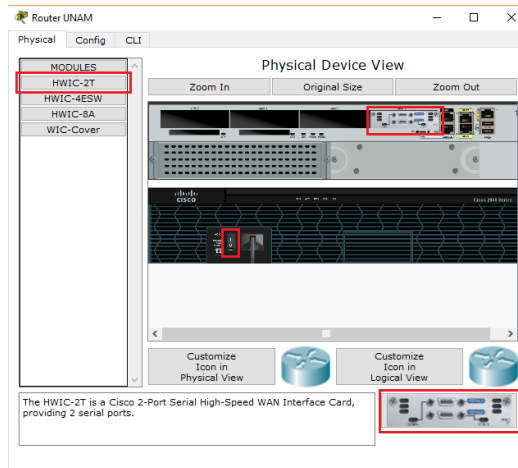 Router UNAM
Physical Config CLI
MODULES
HWIC-2T
HWIC-4ESW
HWIC-8A
WIC-Cover
Physical Device View
Zoom In Original Size Zoom Out
CISCO
Cisco 2900 Series
Customize
Icon in
Physical View
Customize
Icon in
Logical View
The HWIC-2T is a Cisco 2-Port Serial High-Speed WAN Interface Card,
providing 2 serial ports.